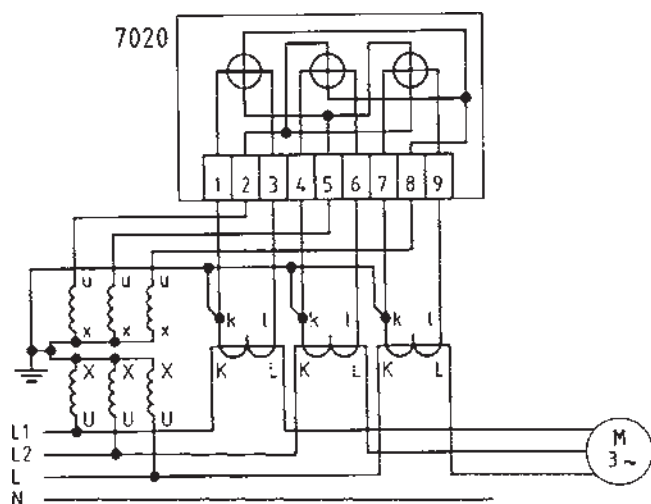 7020
1 2 3 4 5 6 7 8 9
u u u
x x x
k l k l k l
K L K L K L
X X X
U U U
L1
L2
L
N
M
3~